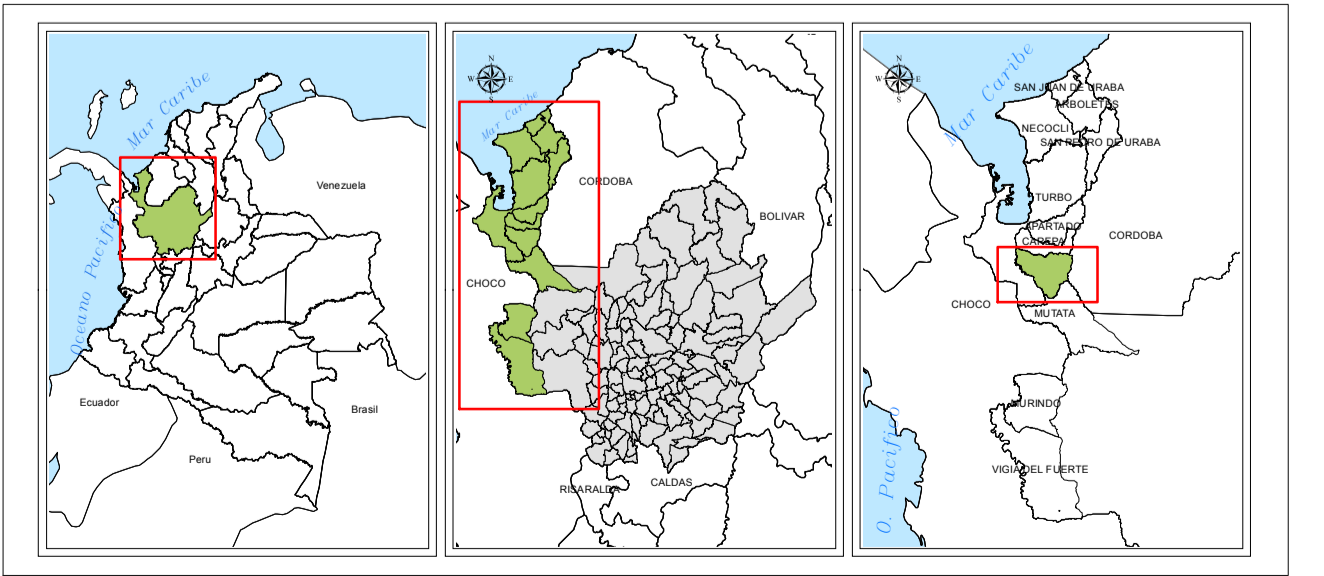 Mar Caribe
Venezuela
Oceano Pacifico
Ecuador
Brasil
Peru
N
W E
S
Mar Caribe
CORDOBA
BOLIVAR
CHOCO
RISARALDA
CALDAS
N
W E
S
Mar Caribe
SAN JUAN DE URABA
ARBOLETES
NECOCLI
SAN PEDRO DE URABA
TURBO
APARTADO
CAREPA
CORDOBA
CHOCO
MUTATA
MURINDO
VIGIA DEL FUERTE
O. Pacifico